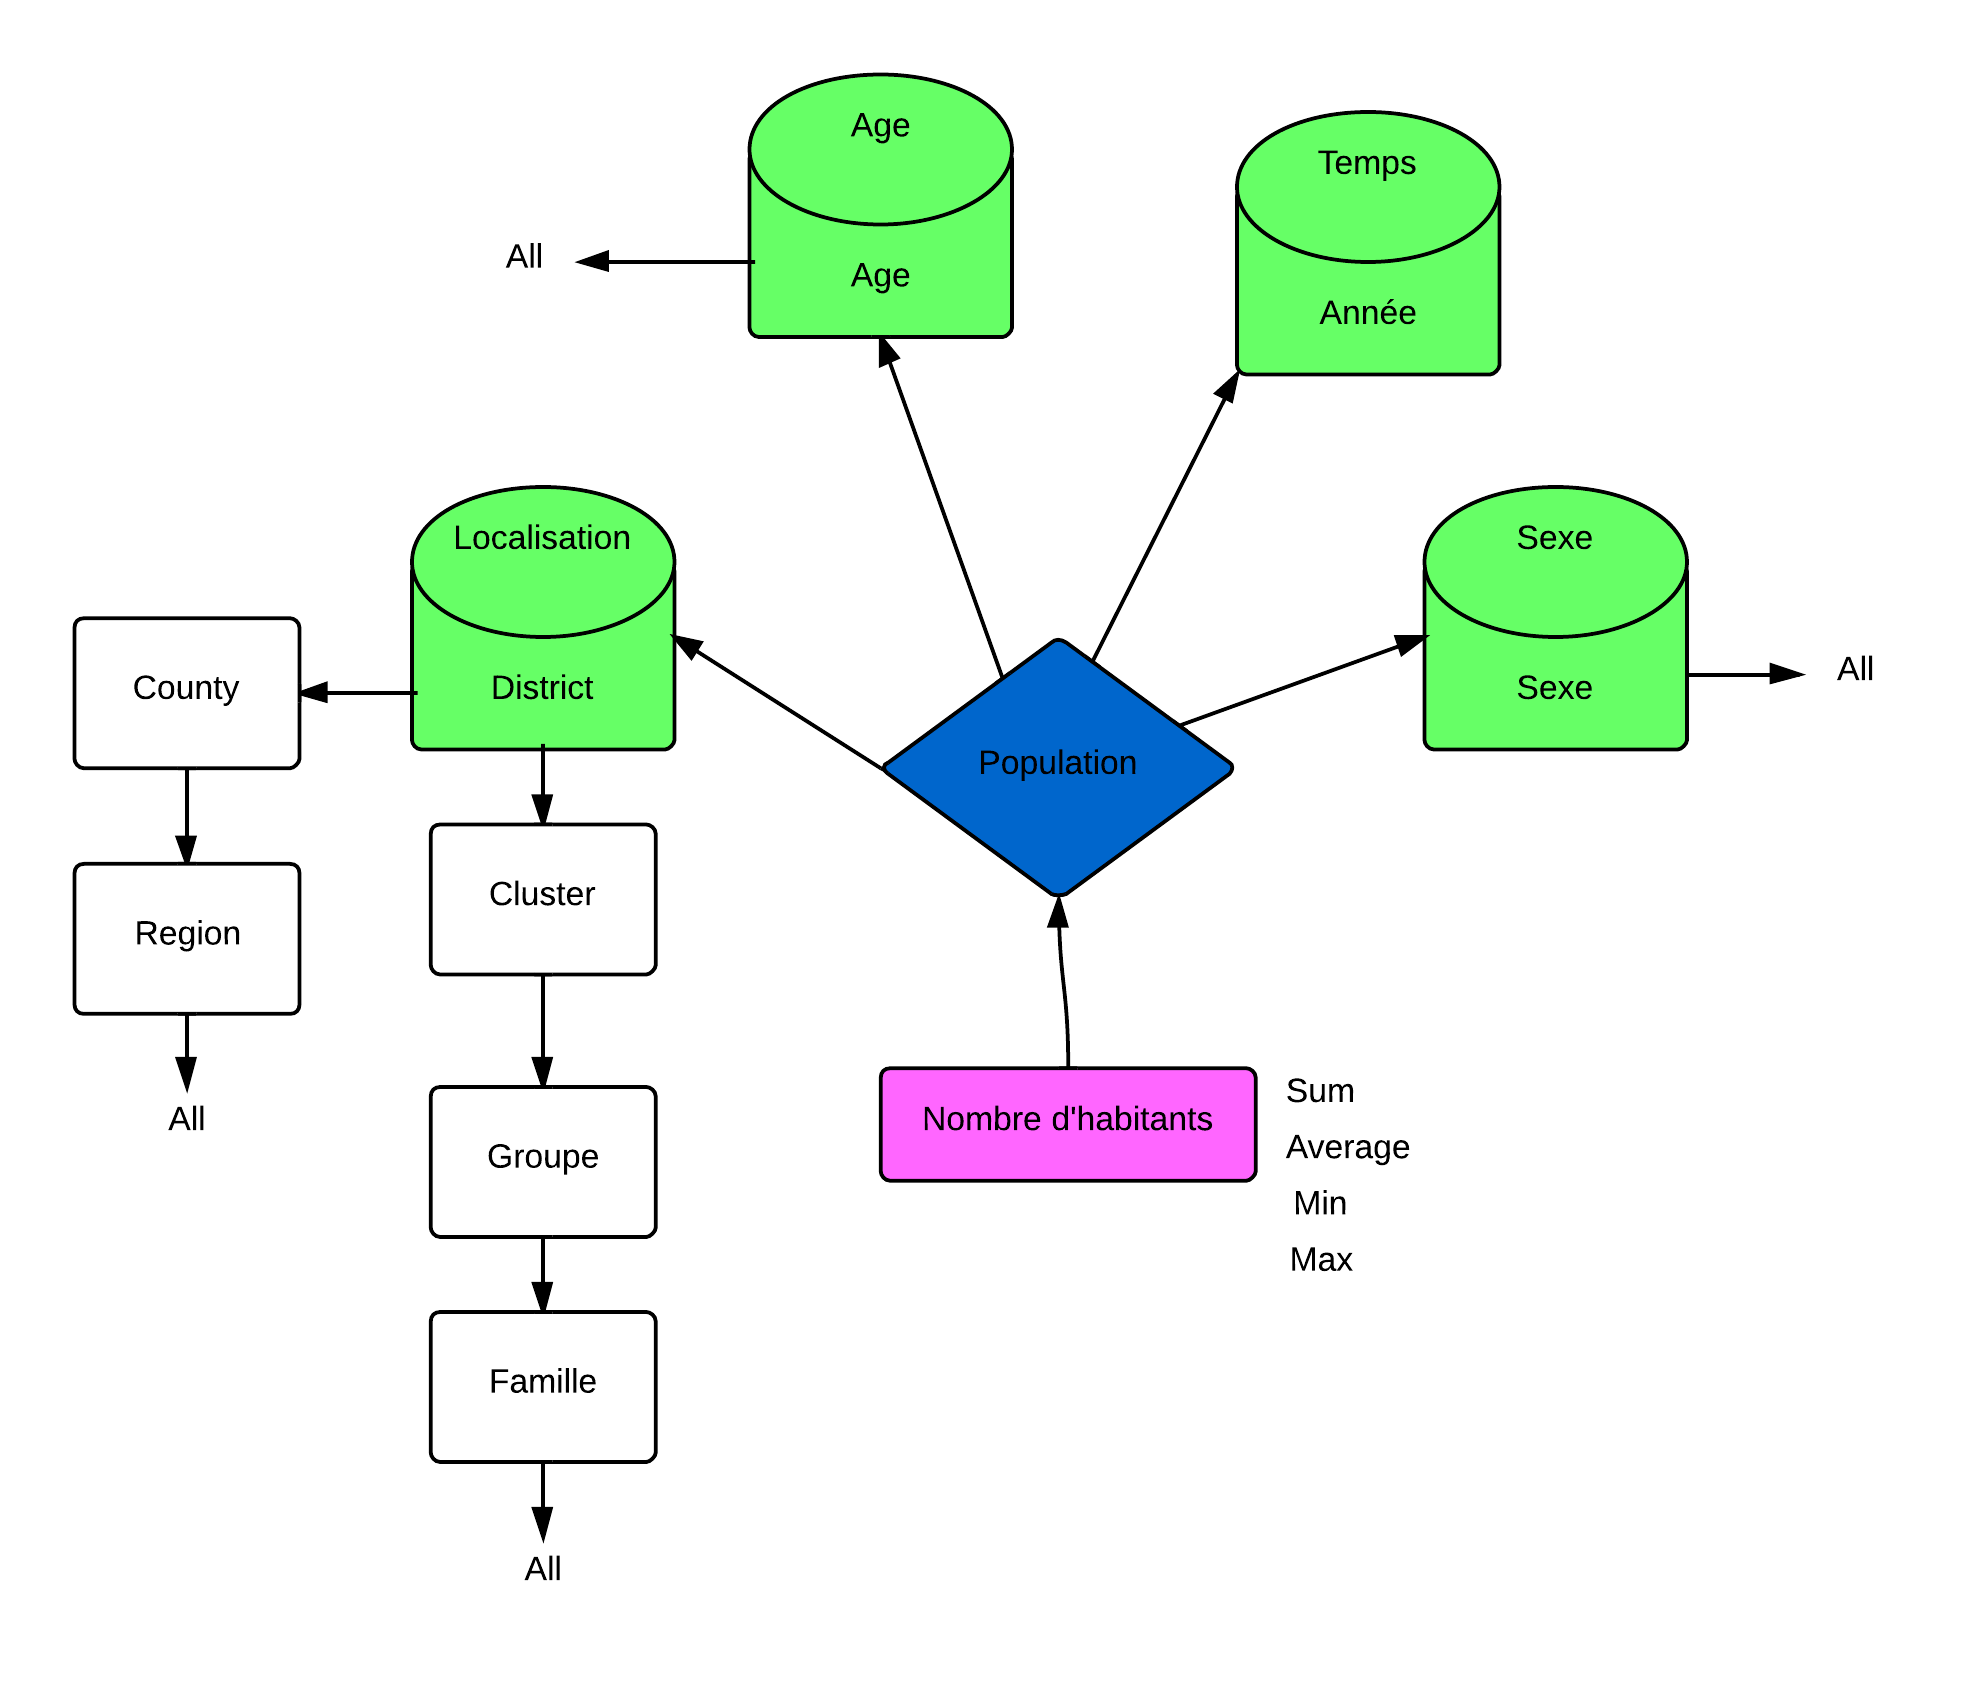 Age
Temps
All
Age
Année
Localisation
Sexe
County
District
Sexe
All
Population
Cluster
Region
All
Nombre d'habitants
Sum
Average
Min
Max
Groupe
Famille
All